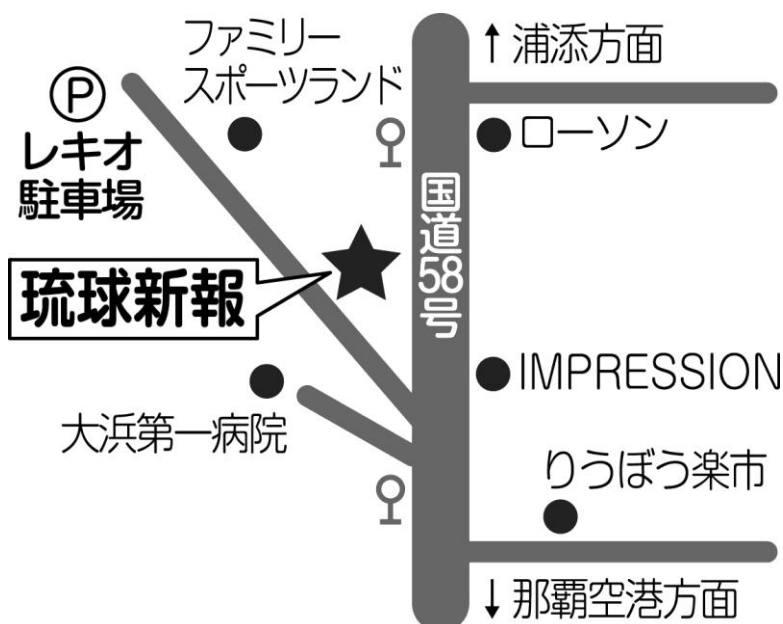 ファミリー
スポーツランド
↑浦添方面
Ⓟ
レキオ
駐車場
ローソン
国道58号
琉球新報
IMPRESSION
大浜第一病院
りうぼう楽市
↓那覇空港方面